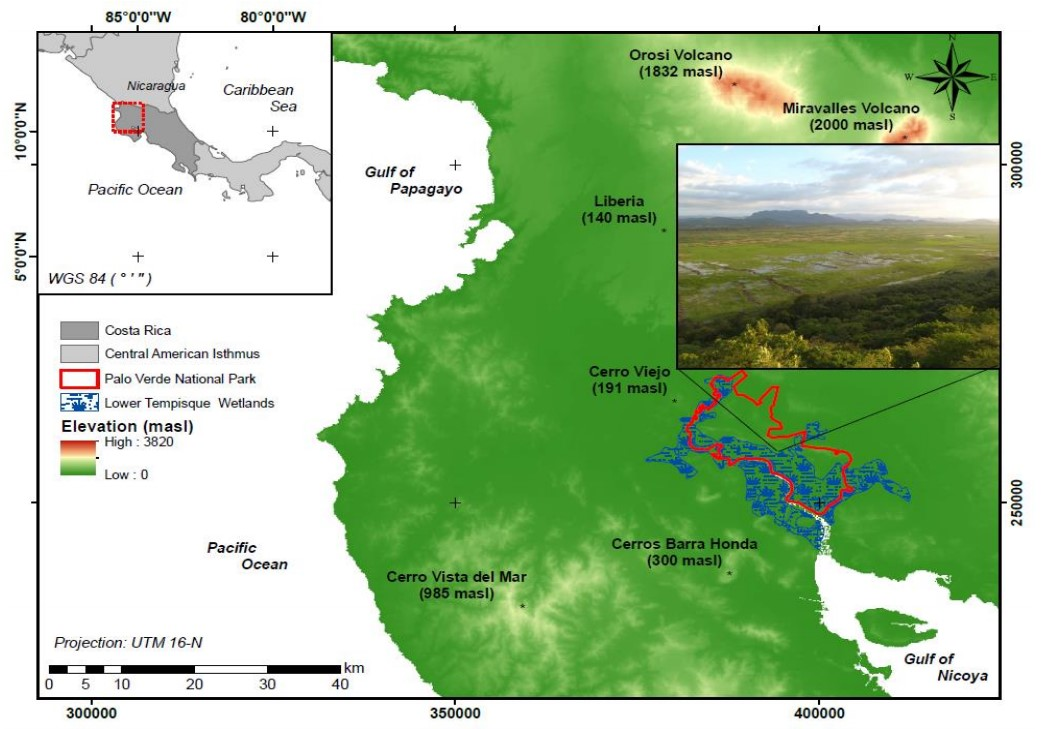 85°0'0"W
80°0'0"W
10°0'0"N
5°0'0"N
Nicaragua
Caribbean
Sea
Pacific Ocean
WGS 84 ( ° ' " )
Orosi Volcano
(1832 masl)
N
W
E
S
Miravalles Volcano
(2000 masl)
Gulf of
Papagayo
Liberia
(140 masl)
300000
Costa Rica
Central American Isthmus
Palo Verde National Park
Lower Tempisque Wetlands
Elevation (masl)
High : 3820
Low : 0
Cerro Viejo
(191 masl)
250000
Pacific
Ocean
Cerros Barra Honda
(300 masl)
Cerro Vista del Mar
(985 masl)
Projection: UTM 16-N
km
0 5 10 20 30 40
Gulf of
Nicoya
300000
350000
400000